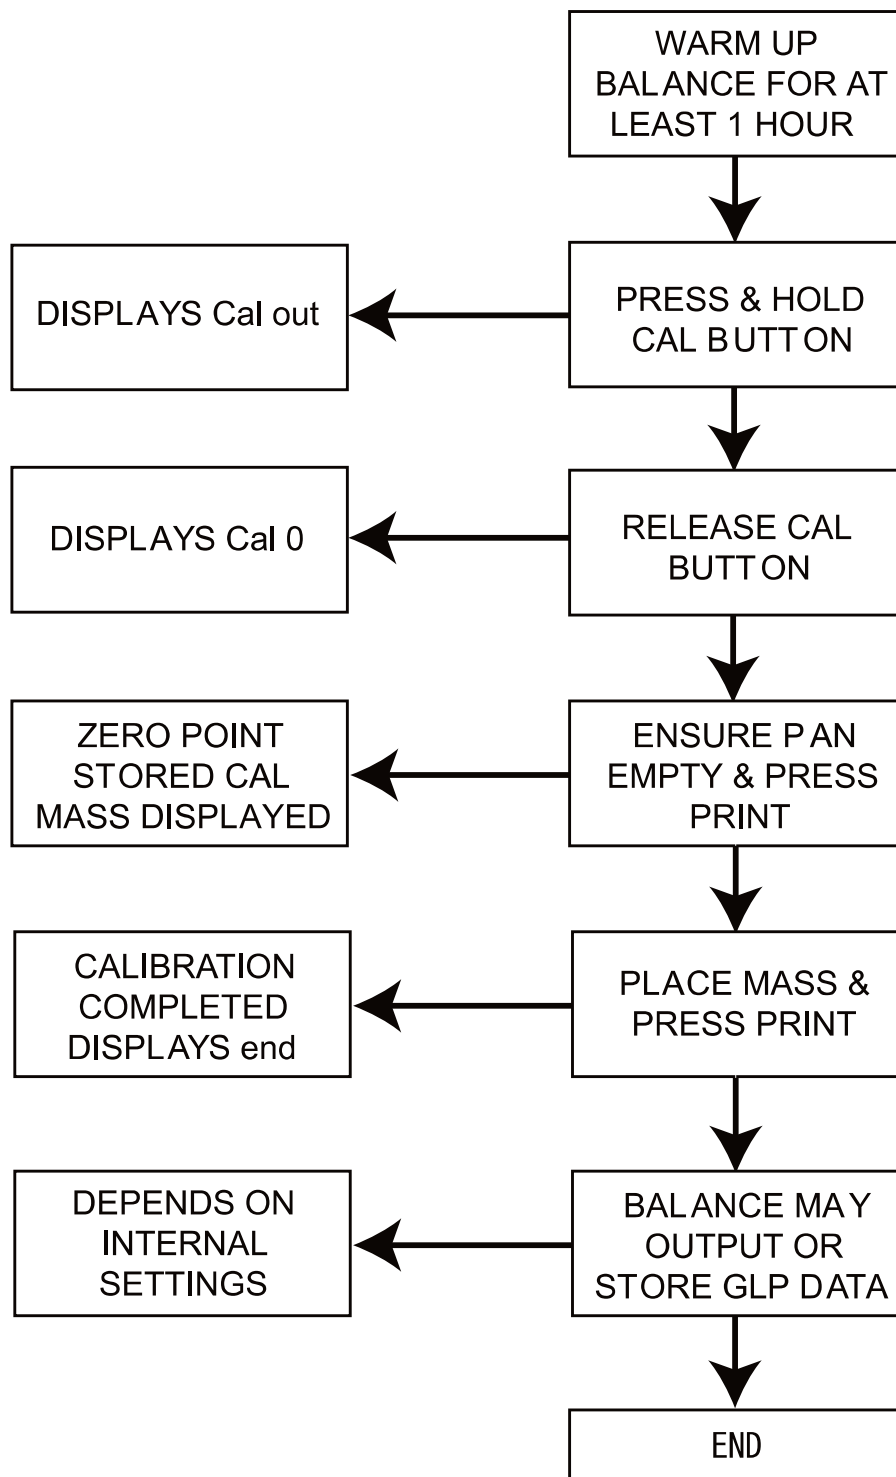 WARM UP
BALANCE FOR AT
LEAST 1 HOUR
DISPLAYS Cal out
PRESS & HOLD
CAL BUTTON
DISPLAYS Cal 0
RELEASE CAL
BUTTON
ZERO POINT
STORED CAL
MASS DISPLAYED
ENSURE PAN
EMPTY & PRESS
PRINT
CALIBRATION
COMPLETED
DISPLAYS end
PLACE MASS &
PRESS PRINT
DEPENDS ON
INTERNAL
SETTINGS
BALANCE MAY
OUTPUT OR
STORE GLP DATA
END